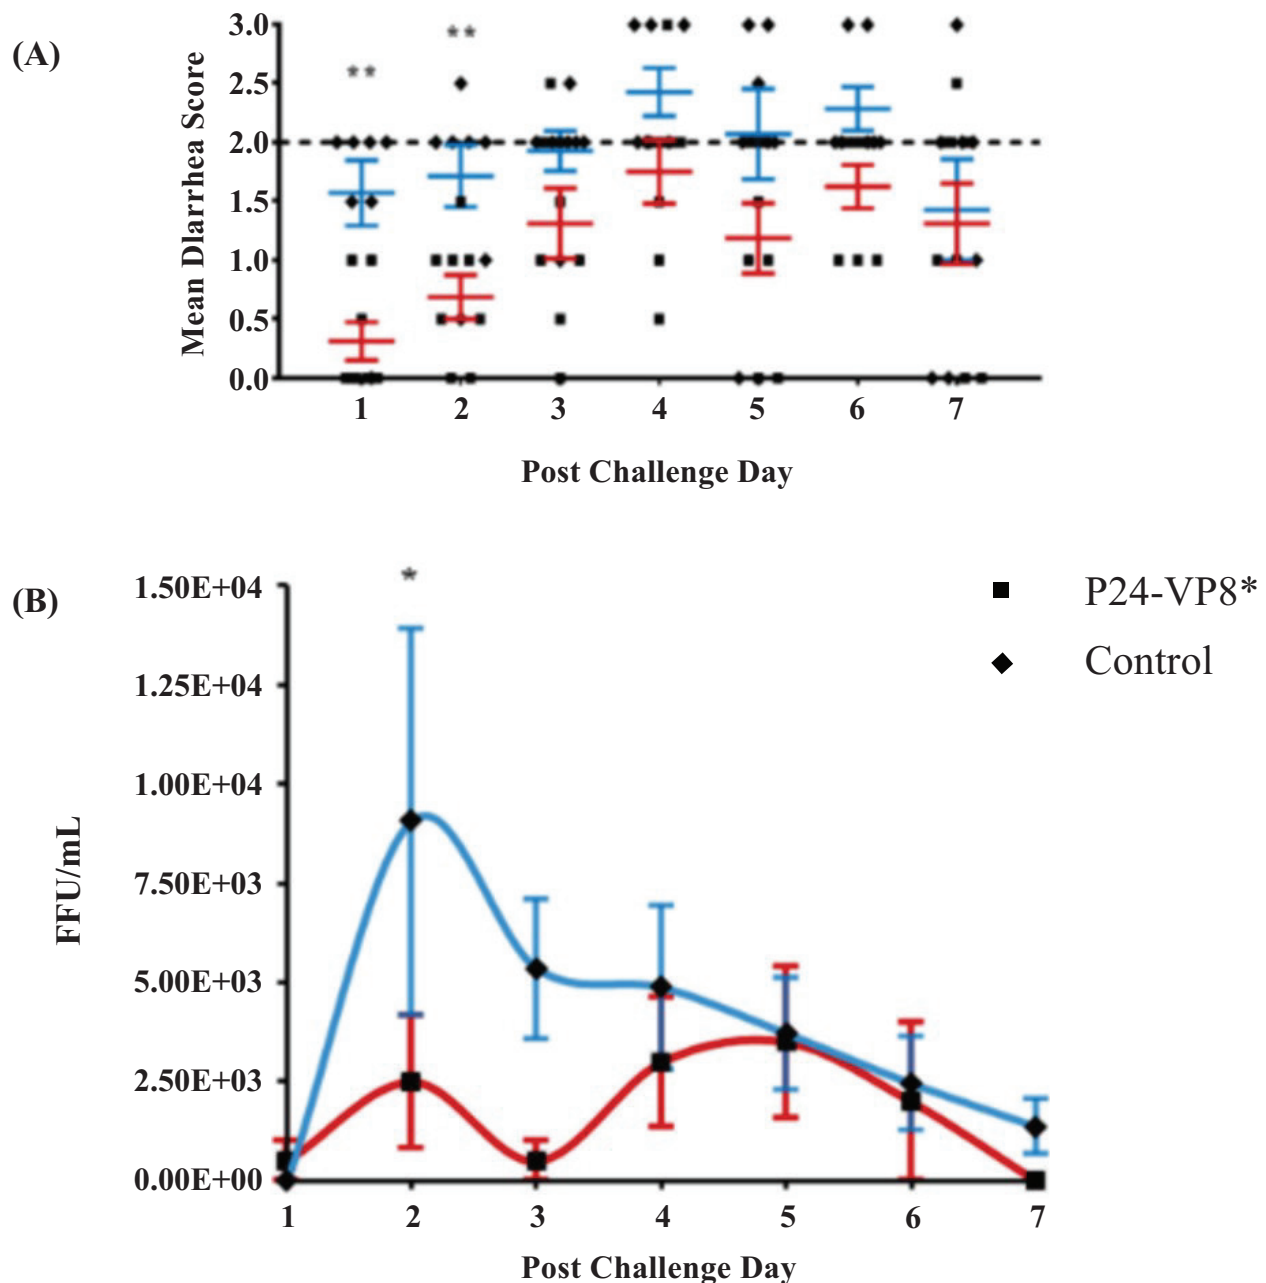 (A)
Mean DIarrhea Score
3.0
2.5
2.0
1.5
1.0
0.5
0.0
**
**
1 2 3 4 5 6 7
Post Challenge Day
(B)
FFU/mL
1.50E+04
1.25E+04
1.00E+04
7.50E+03
5.00E+03
2.50E+03
0.00E+00
*
1 2 3 4 5 6 7
Post Challenge Day
P24-VP8*
Control